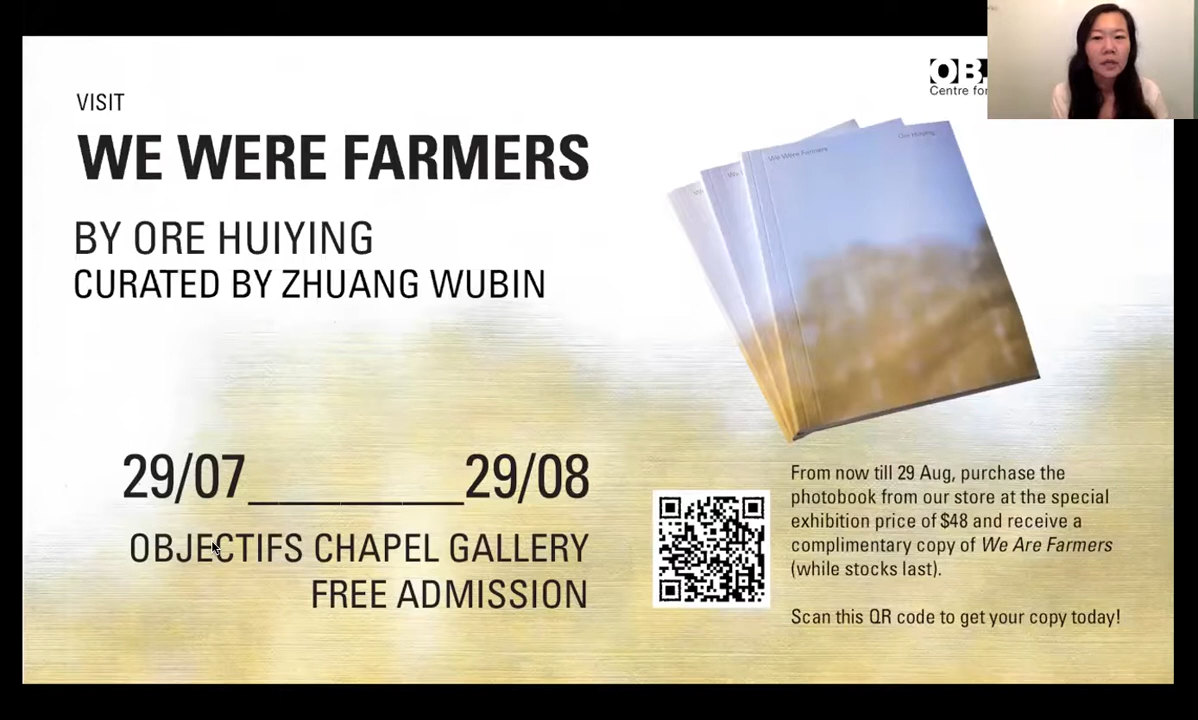 VISIT
WE WERE FARMERS
BY ORE HUIYING
CURATED BY ZHUANG WUBIN
29/07________29/08
OBJECTIFS CHAPEL GALLERY
FREE ADMISSION
Centre for
We Were Farmers
Ore Huiying
From now till 29 Aug, purchase the
photobook from our store at the special
exhibition price of $48 and receive a
complimentary copy of We Are Farmers
(while stocks last).
Scan this QR code to get your copy today!